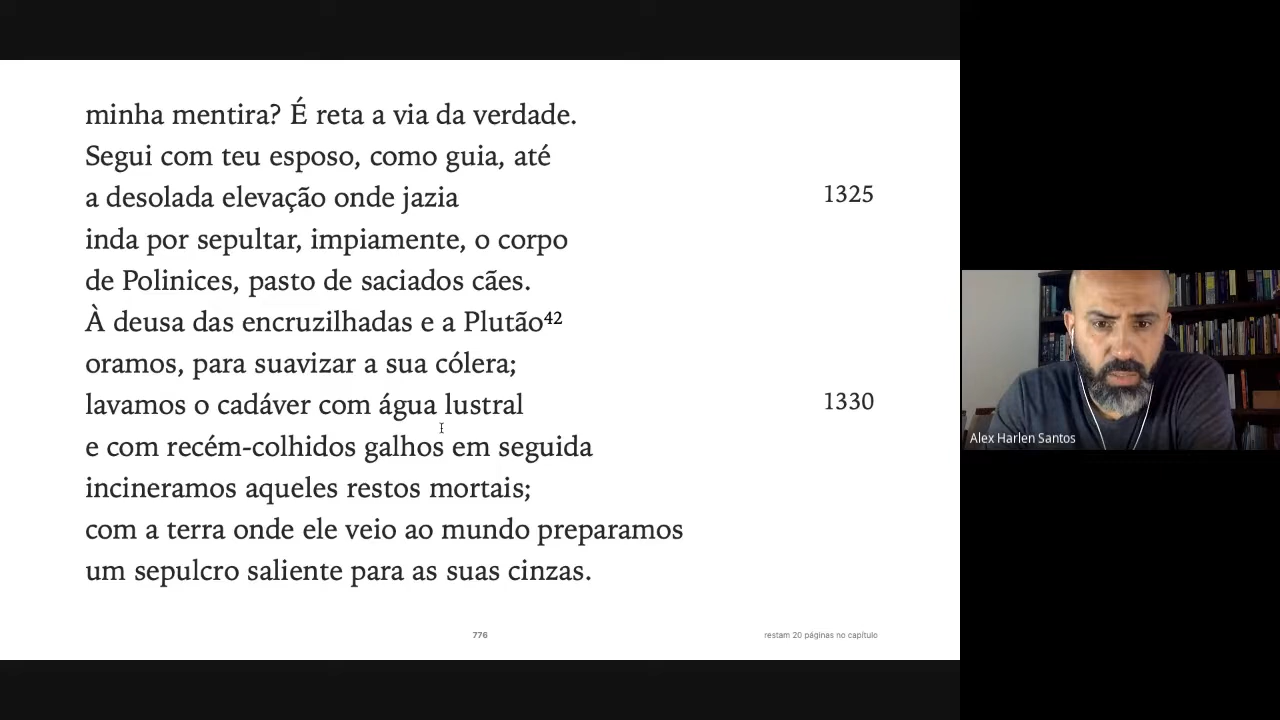 minha mentira? É reta a via da verdade.
Segui com teu esposo, como guia, até
a desolada elevação onde jazia
1325
inda por sepultar, impiamente, o corpo
de Polinices, pasto de saciados cães.
À deusa das encruzilhadas e a Plutão⁴²
oramos, para suavizar a sua cólera;
lavamos o cadáver com água lustral
1330
e com recém-colhidos galhos em seguida
incineramos aqueles restos mortais;
com a terra onde ele veio ao mundo preparamos
um sepulcro saliente para as suas cinzas.
776
restam 20 páginas no capítulo
Alex Harlen Santos